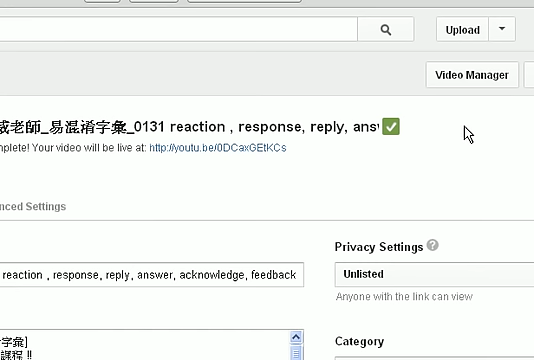 Upload
Video Manager
老師_易混淆字彙_0131 reaction , response, reply, answ
mplete! Your video will be live at: http://youtu.be/0DCaxGEtKCs
nced Settings
Privacy Settings ?
reaction , response, reply, answer, acknowledge, feedback
Unlisted
Anyone with the link can view
字彙]
Category
課程 !!